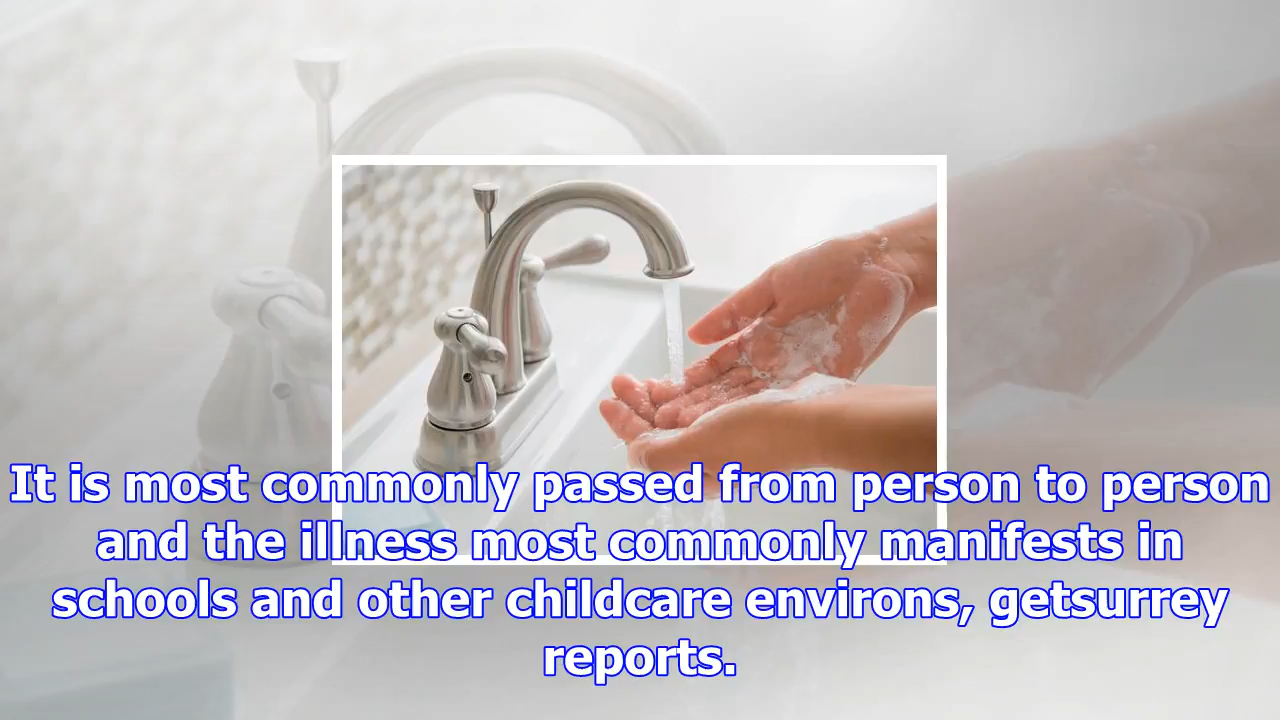 It is most commonly passed from person to person
and the illness most commonly manifests in
schools and other childcare environs, getsurrey
reports.